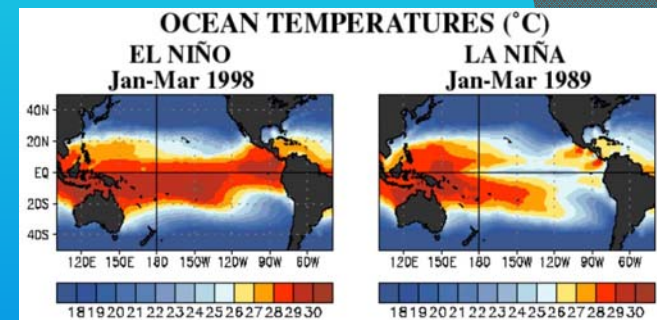 OCEAN TEMPERATURES (°C)
EL NIÑO
Jan-Mar 1998
LA NIÑA
Jan-Mar 1989
40N
20N
EQ
20S
40S
120E 150E 180 150W 120W 90W 60W
120E 150E 180 150W 120W 90W 60W
18 19 20 21 22 23 24 25 26 27 28 29 30
18 19 20 21 22 23 24 25 26 27 28 29 30